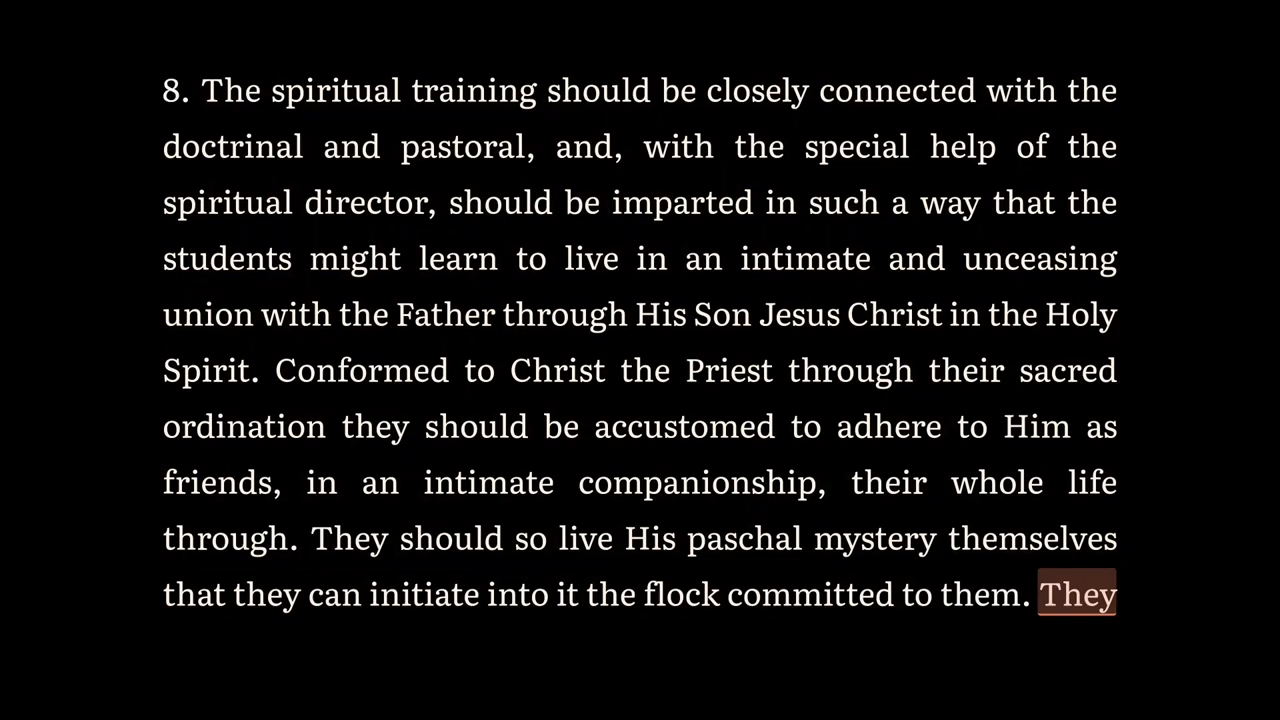 8. The spiritual training should be closely connected with the
doctrinal and pastoral, and, with the special help of the
spiritual director, should be imparted in such a way that the
students might learn to live in an intimate and unceasing
union with the Father through His Son Jesus Christ in the Holy
Spirit. Conformed to Christ the Priest through their sacred
ordination they should be accustomed to adhere to Him as
friends, in an intimate companionship, their whole life
through. They should so live His paschal mystery themselves
that they can initiate into it the flock committed to them. They